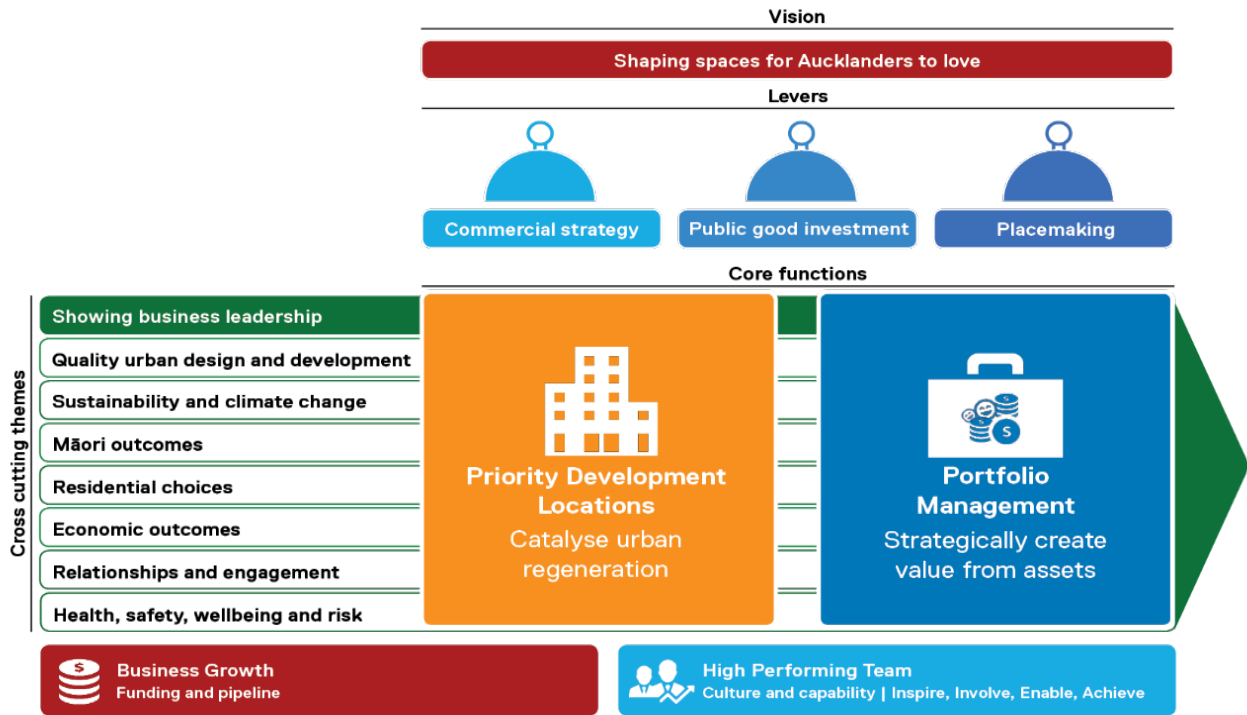 Vision
Shaping spaces for Aucklanders to love
Levers
Commercial strategy
Public good investment
Placemaking
Core functions
Cross cutting themes
Showing business leadership
Quality urban design and development
Sustainability and climate change
Māori outcomes
Residential choices
Economic outcomes
Relationships and engagement
Health, safety, wellbeing and risk
Priority Development
Locations
Catalyse urban
regeneration
$
$
Portfolio
Management
Strategically create
value from assets
$
Business Growth
Funding and pipeline
High Performing Team
Culture and capability | Inspire, Involve, Enable, Achieve